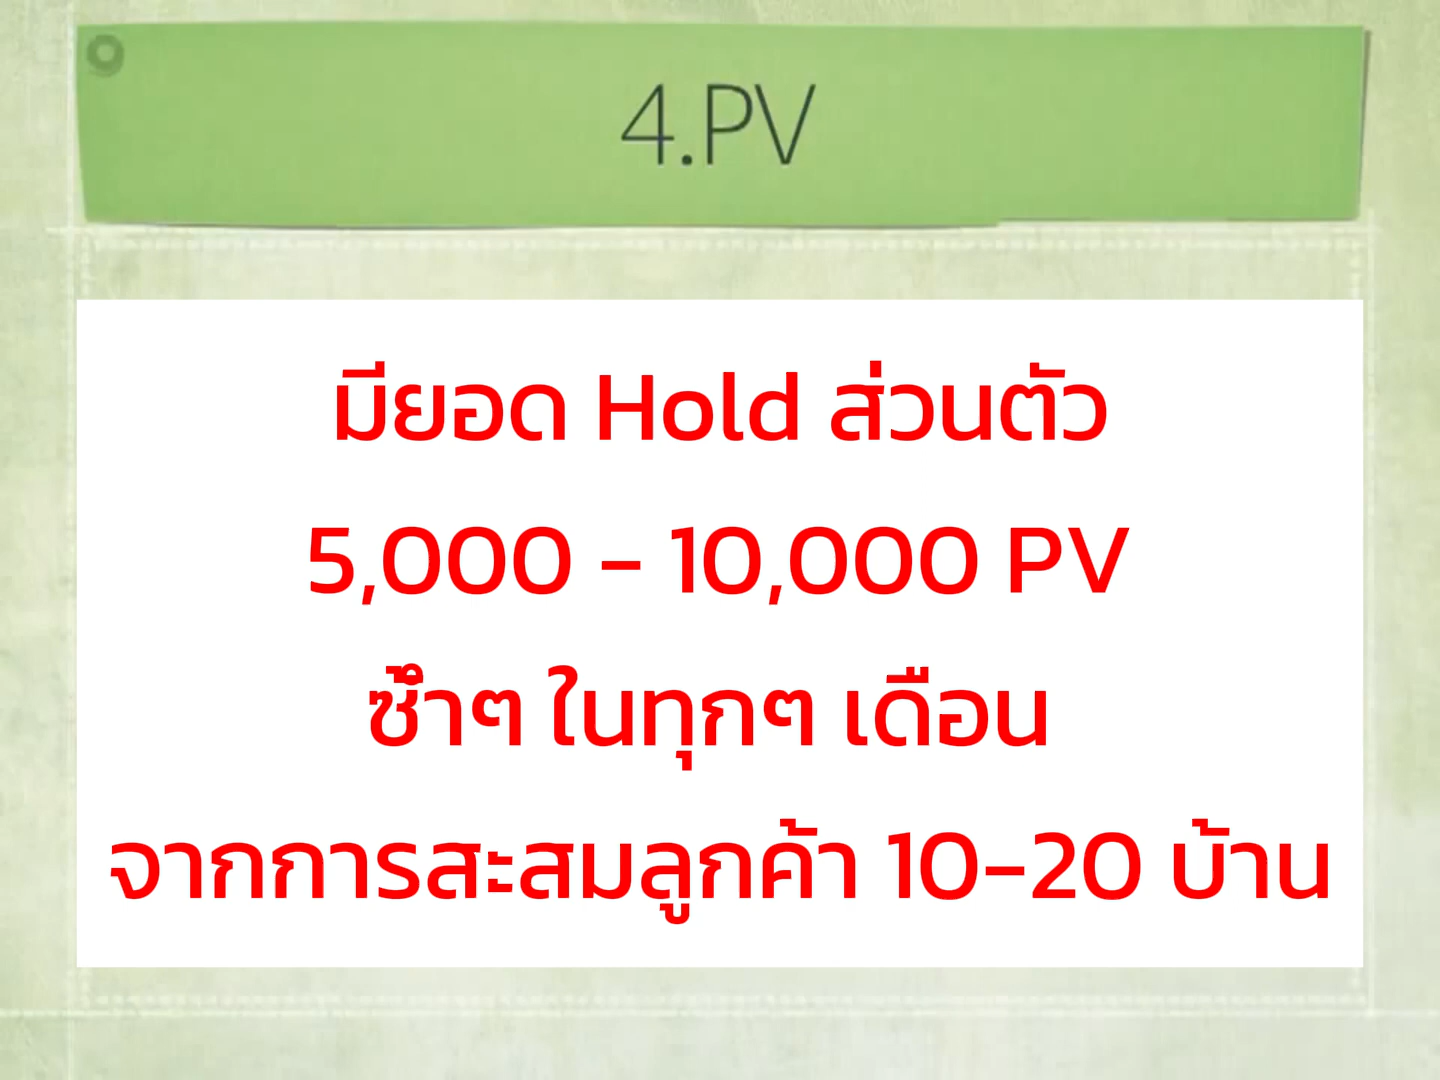 4.PV
มียอด Hold ส่วนตัว
5,000 - 10,000 PV
ซ้ำๆ ในทุกๆ เดือน
จากการสะสมลูกค้า 10-20 บ้าน